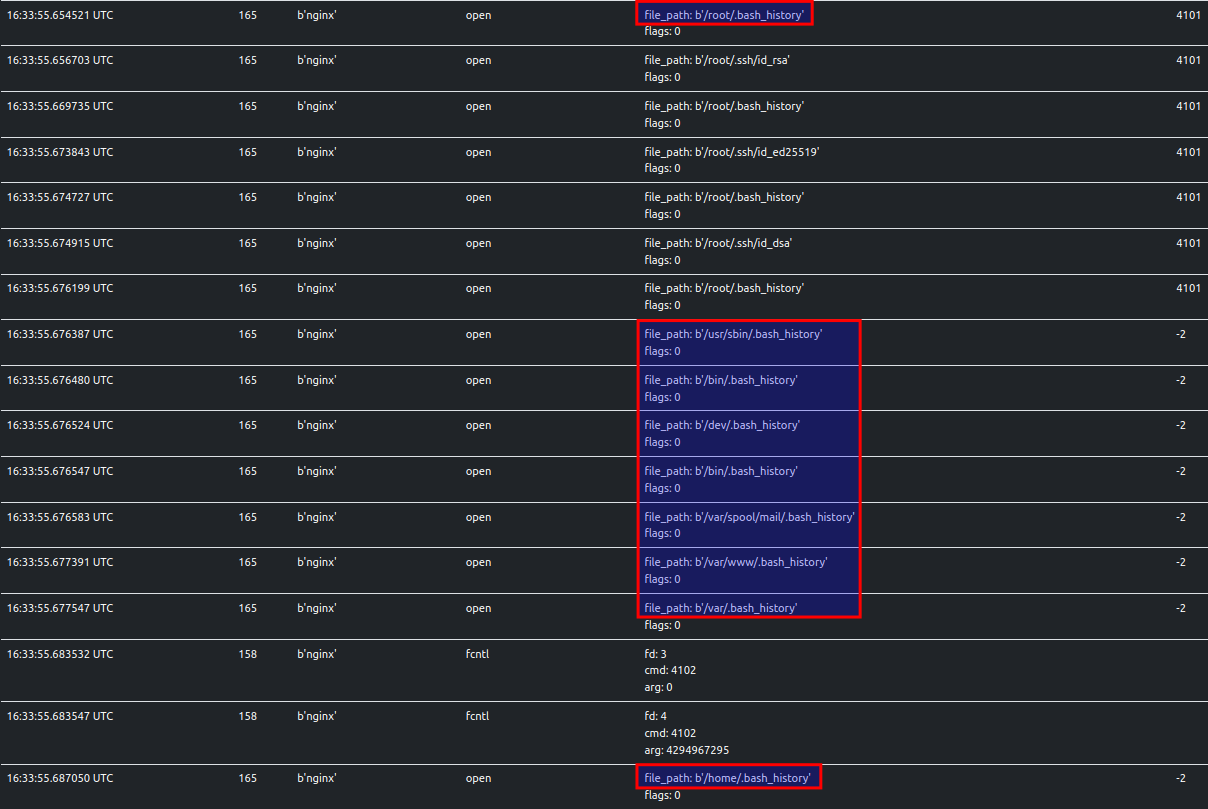 16:33:55.654521 UTC 165 b'nginx' open file_path: b'/root/.bash_history' 4101
flags: 0
16:33:55.656703 UTC 165 b'nginx' open file_path: b'/root/.ssh/id_rsa' 4101
flags: 0
16:33:55.669735 UTC 165 b'nginx' open file_path: b'/root/.bash_history' 4101
flags: 0
16:33:55.673843 UTC 165 b'nginx' open file_path: b'/root/.ssh/id_ed25519' 4101
flags: 0
16:33:55.674727 UTC 165 b'nginx' open file_path: b'/root/.bash_history' 4101
flags: 0
16:33:55.674915 UTC 165 b'nginx' open file_path: b'/root/.ssh/id_dsa' 4101
flags: 0
16:33:55.676199 UTC 165 b'nginx' open file_path: b'/root/.bash_history' 4101
flags: 0
16:33:55.676387 UTC 165 b'nginx' open file_path: b'/usr/sbin/.bash_history' -2
flags: 0
16:33:55.676480 UTC 165 b'nginx' open file_path: b'/bin/.bash_history' -2
flags: 0
16:33:55.676524 UTC 165 b'nginx' open file_path: b'/dev/.bash_history' -2
flags: 0
16:33:55.676547 UTC 165 b'nginx' open file_path: b'/bin/.bash_history' -2
flags: 0
16:33:55.676583 UTC 165 b'nginx' open file_path: b'/var/spool/mail/.bash_history' -2
flags: 0
16:33:55.677391 UTC 165 b'nginx' open file_path: b'/var/www/.bash_history' -2
flags: 0
16:33:55.677547 UTC 165 b'nginx' open file_path: b'/var/.bash_history' -2
flags: 0
16:33:55.683532 UTC 158 b'nginx' fcntl fd: 3
cmd: 4102
arg: 0
16:33:55.683547 UTC 158 b'nginx' fcntl fd: 4
cmd: 4102
arg: 4294967295
16:33:55.687050 UTC 165 b'nginx' open file_path: b'/home/.bash_history' -2
flags: 0